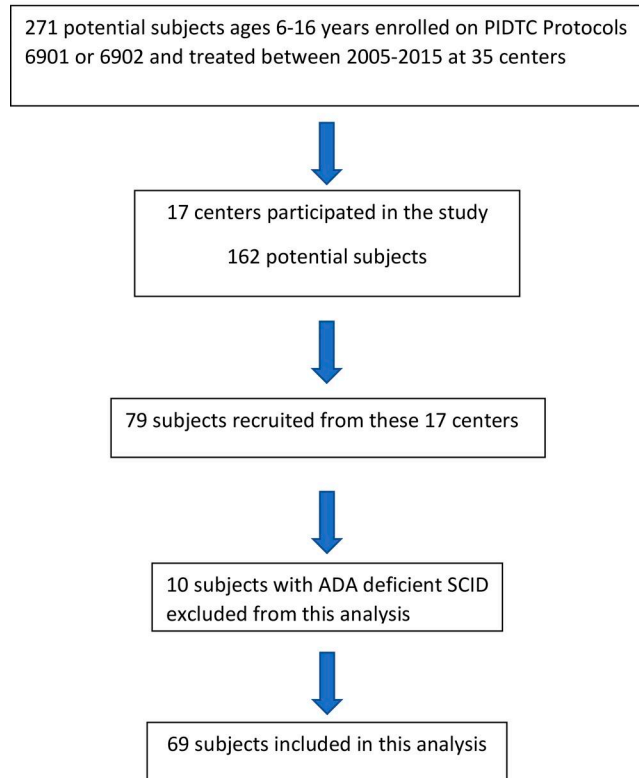 271 potential subjects ages 6-16 years enrolled on PIDTC Protocols
6901 or 6902 and treated between 2005-2015 at 35 centers
17 centers participated in the study
162 potential subjects
79 subjects recruited from these 17 centers
10 subjects with ADA deficient SCID
excluded from this analysis
69 subjects included in this analysis